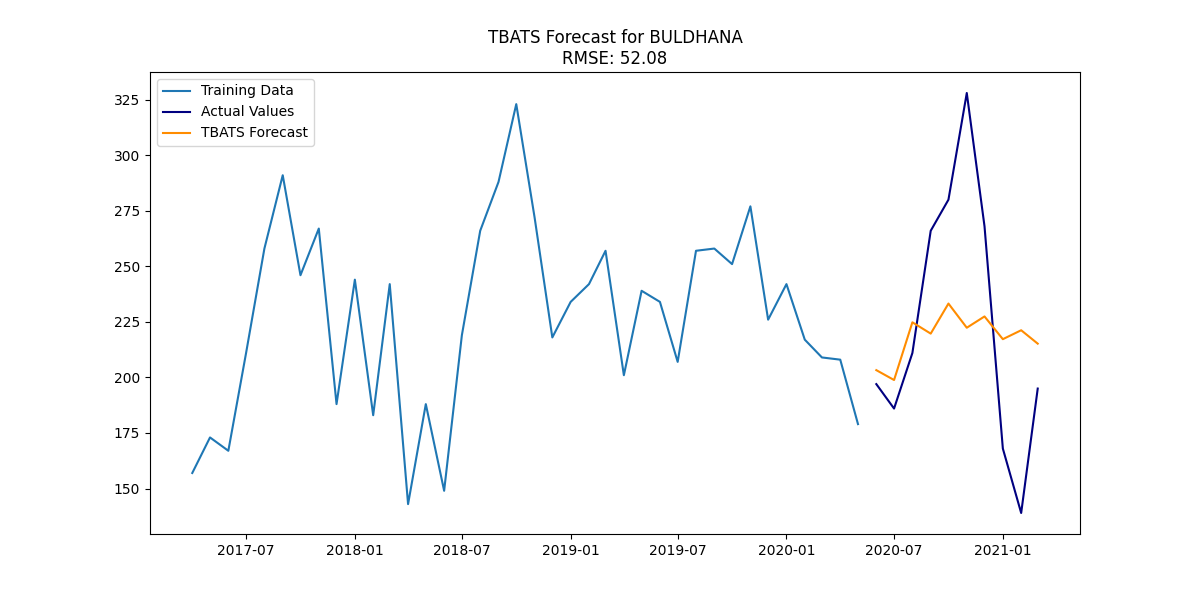 TBATS Forecast for BULDHANA
RMSE: 52.08
Training Data
Actual Values
TBATS Forecast
325
300
275
250
225
200
175
150
2017-07 2018-01 2018-07 2019-01 2019-07 2020-01 2020-07 2021-01